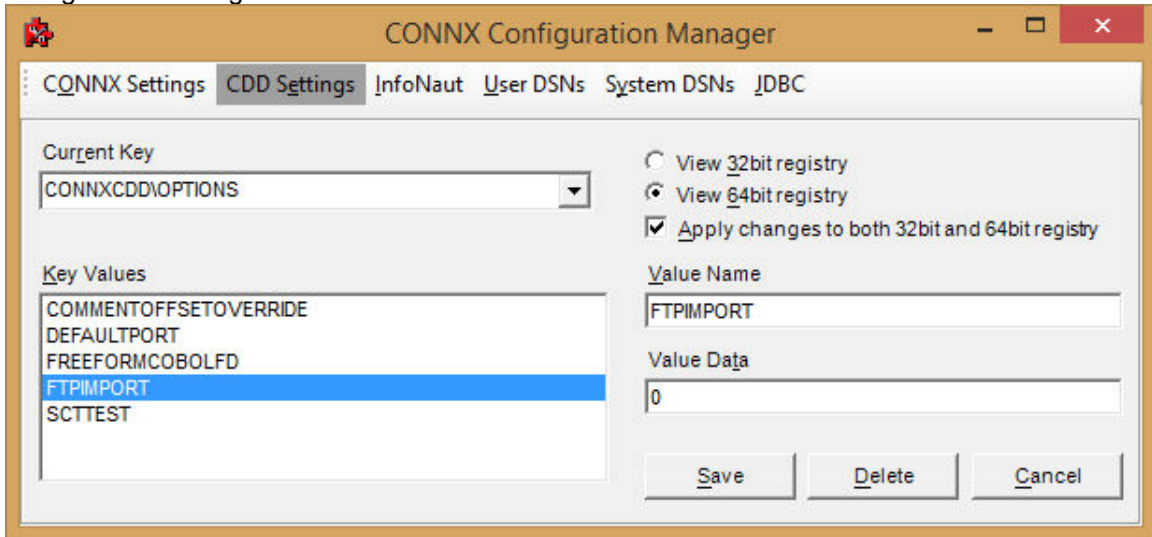 CONNX Configuration Manager
CONNX Settings CDD Settings InfoNaut User DSNs System DSNs JDBC
Current Key
CONNXCDD\OPTIONS
View 32bit registry
View 64bit registry
Apply changes to both 32bit and 64bit registry
Key Values
COMMENTOFFSETOVERRIDE
DEFAULTPORT
FREEFORMCOBOLFD
FTPIMPORT
SCTTEST
Value Name
FTPIMPORT
Value Data
0
Save Delete Cancel